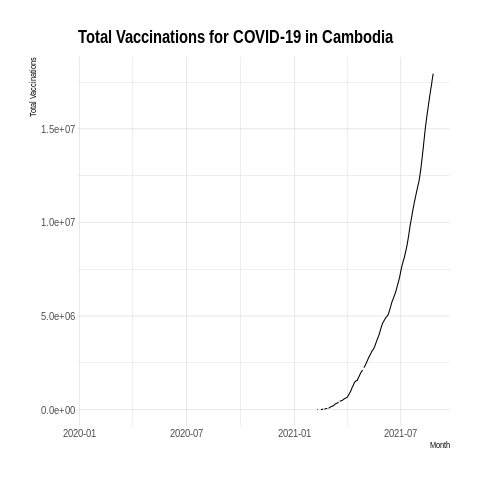 Total Vaccinations for COVID-19 in Cambodia
Total Vaccinations
1.5e+07
1.0e+07
5.0e+06
0.0e+00
2020-01 2020-07 2021-01 2021-07
Month